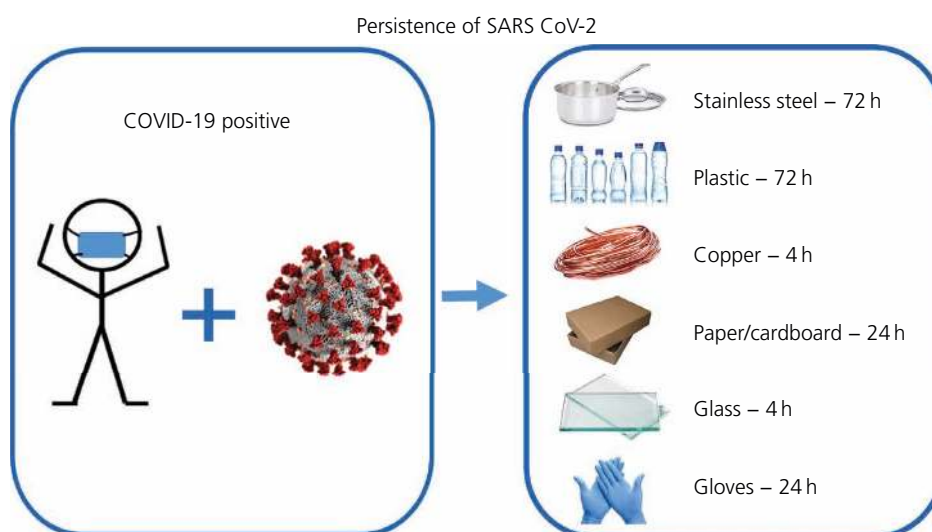 Persistence of SARS CoV-2
COVID-19 positive
Stainless steel – 72 h
Plastic – 72 h
Copper – 4 h
Paper/cardboard – 24 h
Glass – 4 h
Gloves – 24 h